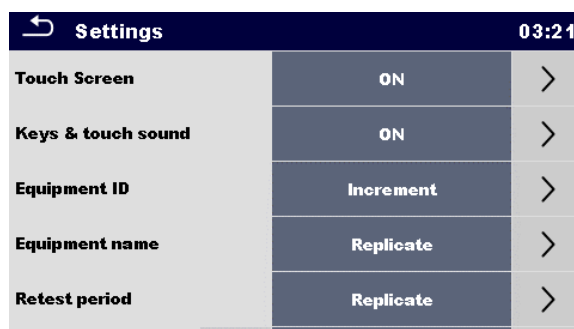 Settings 03:21
Touch Screen ON
Keys & touch sound ON
Equipment ID Increment
Equipment name Replicate
Retest period Replicate